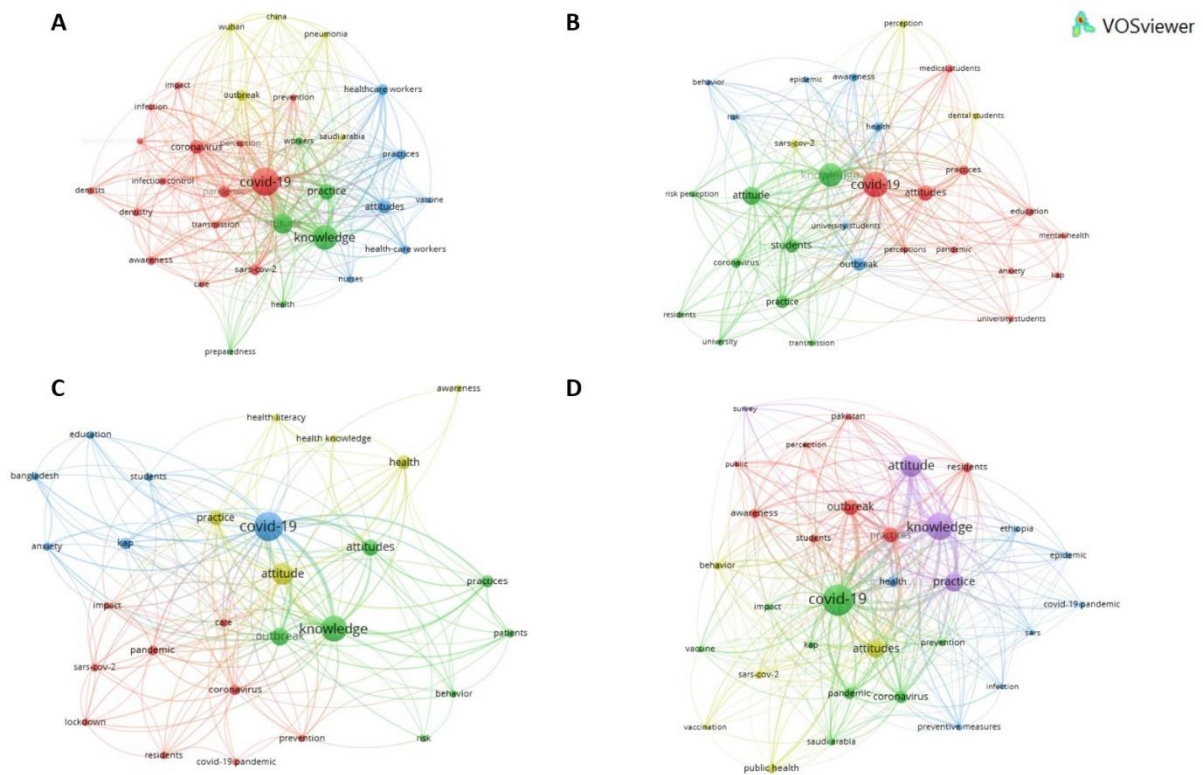 A
china
wuhan
pneumonia
impact
healthcare workers
outbreak
prevention
infection
saudi arabia
perception
workers
coronavirus
practices
covid-19
infection control
practice
dentists
vaccine
attitudes
dentistry
transmission
knowledge
health-care workers
awareness
sars-cov-2
care
nurses
health
preparedness
B
VOSviewer
perception
medical students
behavior
epidemic
awareness
risk
dental students
health
sars-cov-2
knowledge
practices
covid-19
risk perception
attitude
attitudes
education
university students
mental health
students
perceptions
pandemic
coronavirus
outbreak
anxiety
kap
practice
residents
university students
university
transmission
C
awareness
health literacy
education
health knowledge
health
bangladesh
students
practice
covid-19
anxiety
kap
attitudes
attitude
practices
impact
care
knowledge
outbreak
patients
pandemic
sars-cov-2
coronavirus
behavior
lockdown
prevention
risk
residents
covid-19 pandemic
D
survey
pakistan
perception
attitude
residents
public
outbreak
awareness
knowledge
ethiopia
students
practices
epidemic
behavior
health
practice
covid-19
impact
covid-19 pandemic
sars
vaccine
kap
prevention
attitudes
sars-cov-2
pandemic
coronavirus
infection
vaccination
preventive measures
saudi arabia
public health